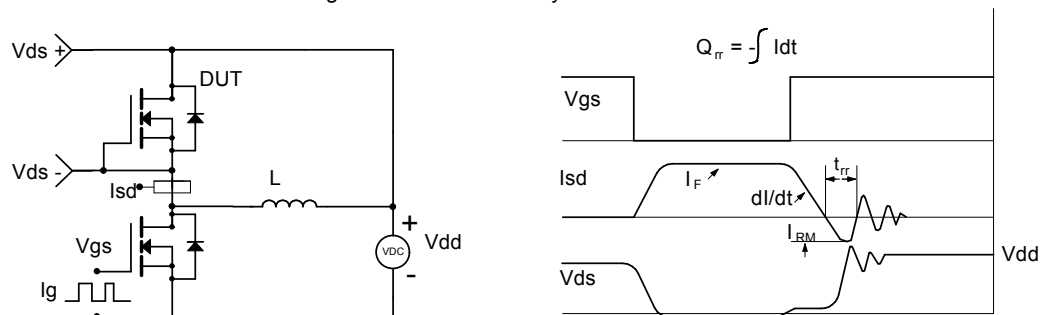 Vds +
DUT
Vds -
Isd
L
+
VDC
-
Vdd
Vgs
Ig
Qrr = -∫ Idt
Vgs
Isd
IF
dI/dt
trr
IRM
Vdd
Vds